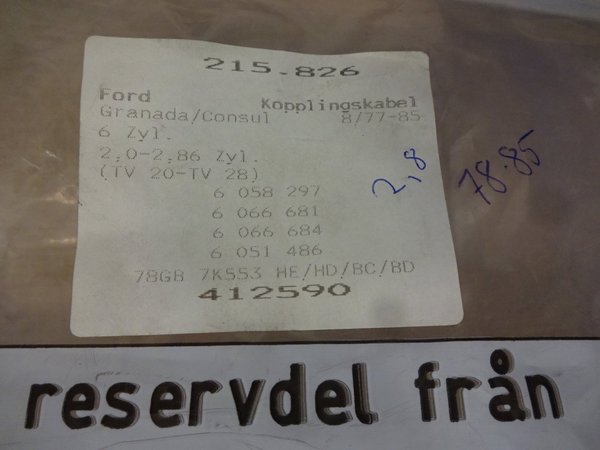 215.826
Ford Kopplingskabel
Granada/Consul 8/77-85
6 Zyl.
2,0-2,86 Zyl.
(TV 20-TV 28)
6 058 297
6 066 681
6 066 684
6 051 486
78GB 7K553 HE/HD/BC/BD
412590
2,8
78-85
reservdel från